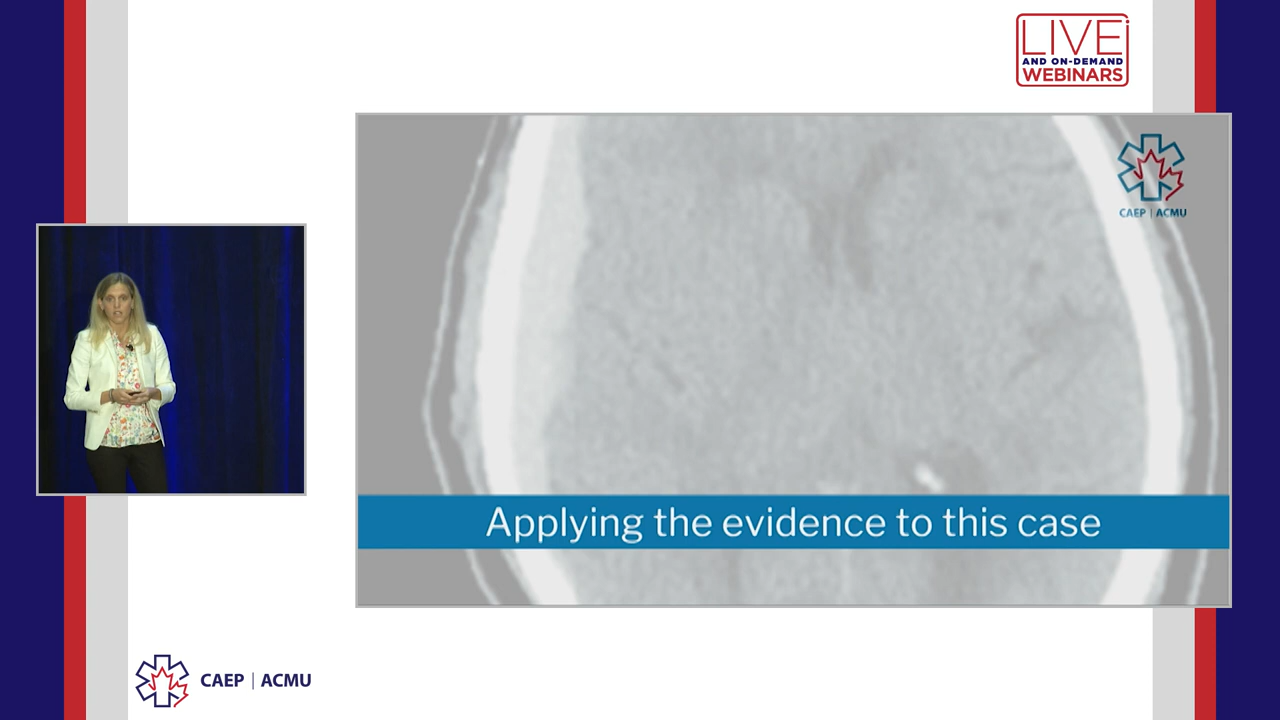 LIVE
AND ON-DEMAND
WEBINARS
CAEP | ACMU
Applying the evidence to this case
CAEP | ACMU